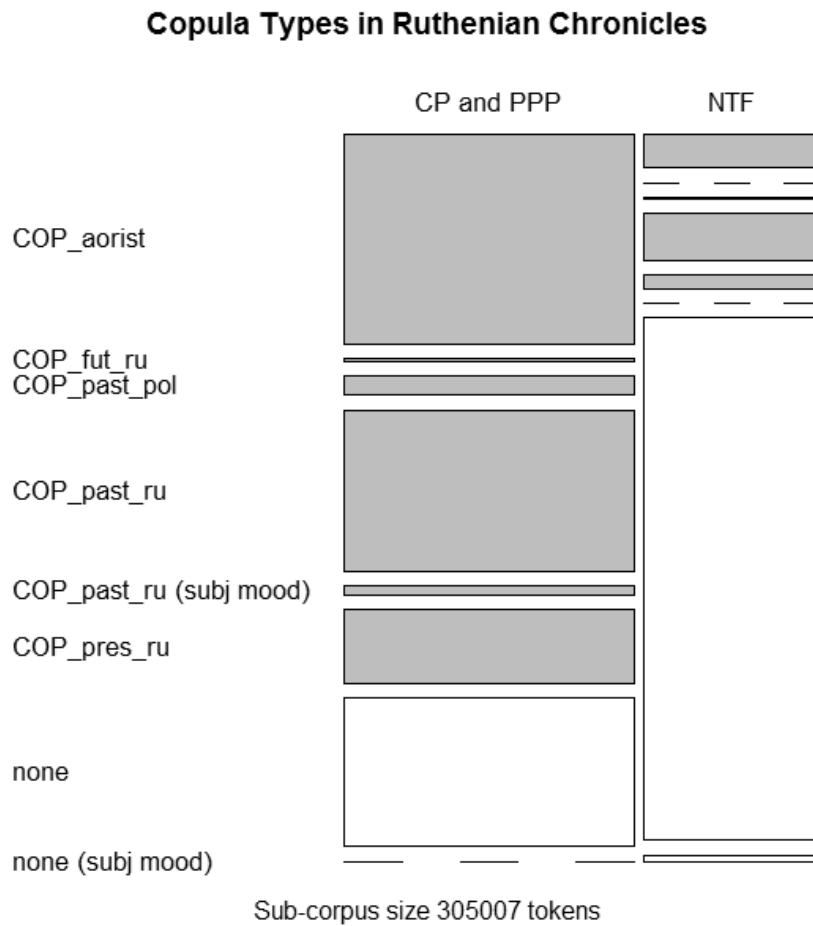 Copula Types in Ruthenian Chronicles
CP and PPP NTF
COP_aorist
COP_fut_ru
COP_past_pol
COP_past_ru
COP_past_ru (subj mood)
COP_pres_ru
none
none (subj mood)
Sub-corpus size 305007 tokens